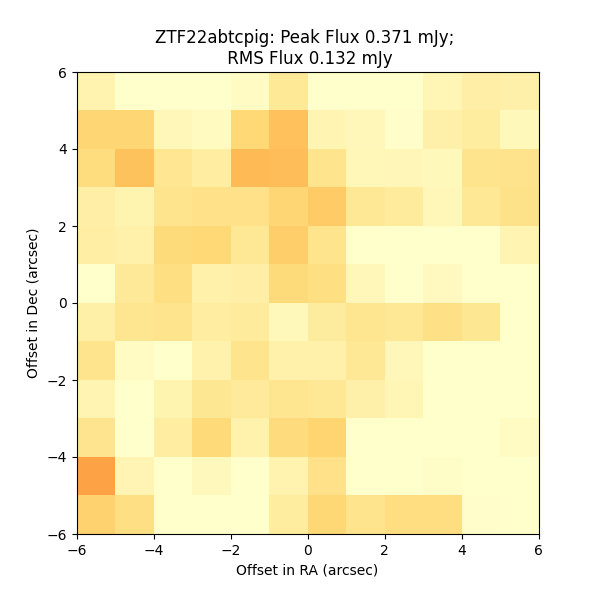 ZTF22abtcpig: Peak Flux 0.371 mJy;
RMS Flux 0.132 mJy
6
4
2
0
−2
−4
−6
Offset in Dec (arcsec)
−6 −4 −2 0 2 4 6
Offset in RA (arcsec)